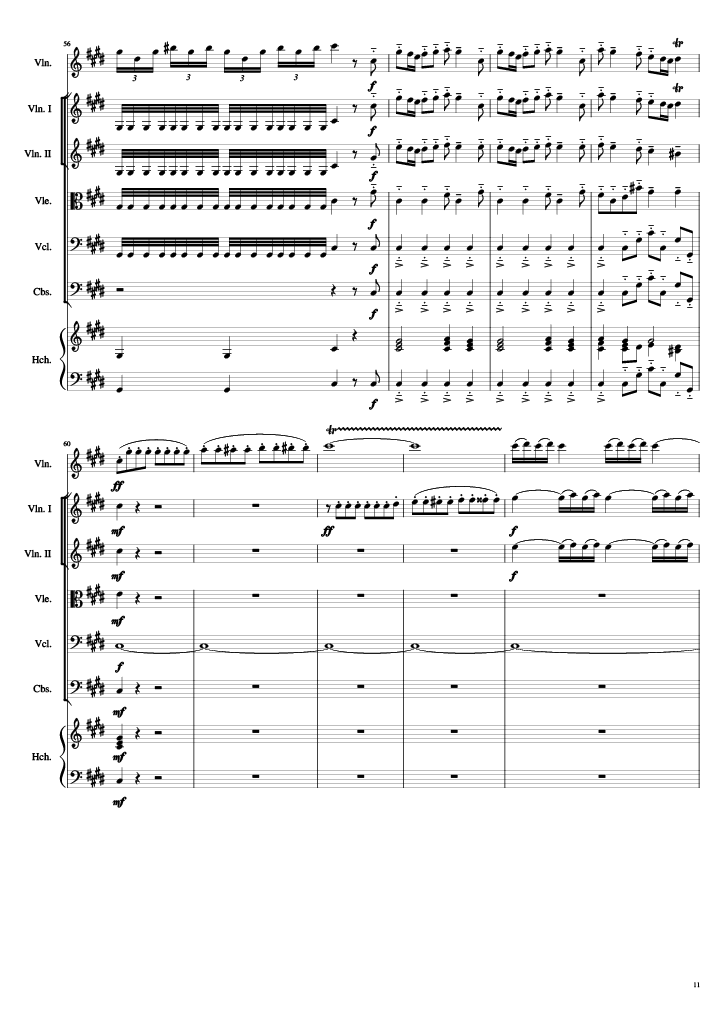 56
Vln.
3 3 3 3
f
tr
Vln. I
f
tr
Vln. II
f
Vle.
f
Vcl.
f
Cbs.
f
Hch.
f
60
tr
Vln.
ff
Vln. I
mf ff f
Vln. II
mf f
Vle.
mf
Vcl.
f
Cbs.
mf
Hch.
mf
mf
11